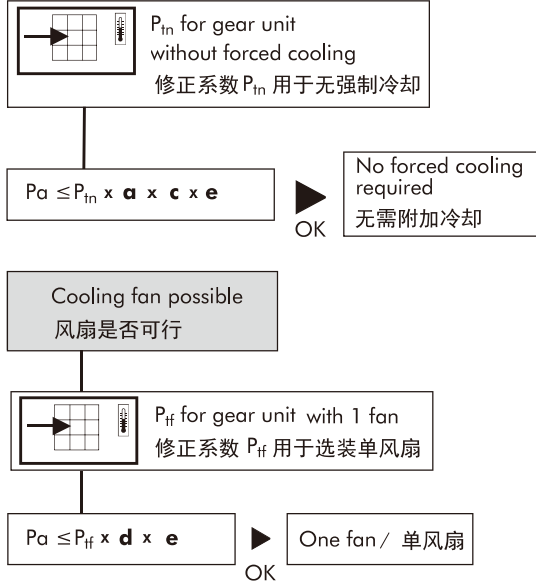 Ptn for gear unit
without forced cooling
修正系数 Ptn 用于无强制冷却
Pa ≤ Ptn x a x c x e
OK
No forced cooling
required
无需附加冷却
Cooling fan possible
风扇是否可行
Ptf for gear unit with 1 fan
修正系数 Ptf 用于选装单风扇
Pa ≤ Ptf x d x e
OK
One fan / 单风扇